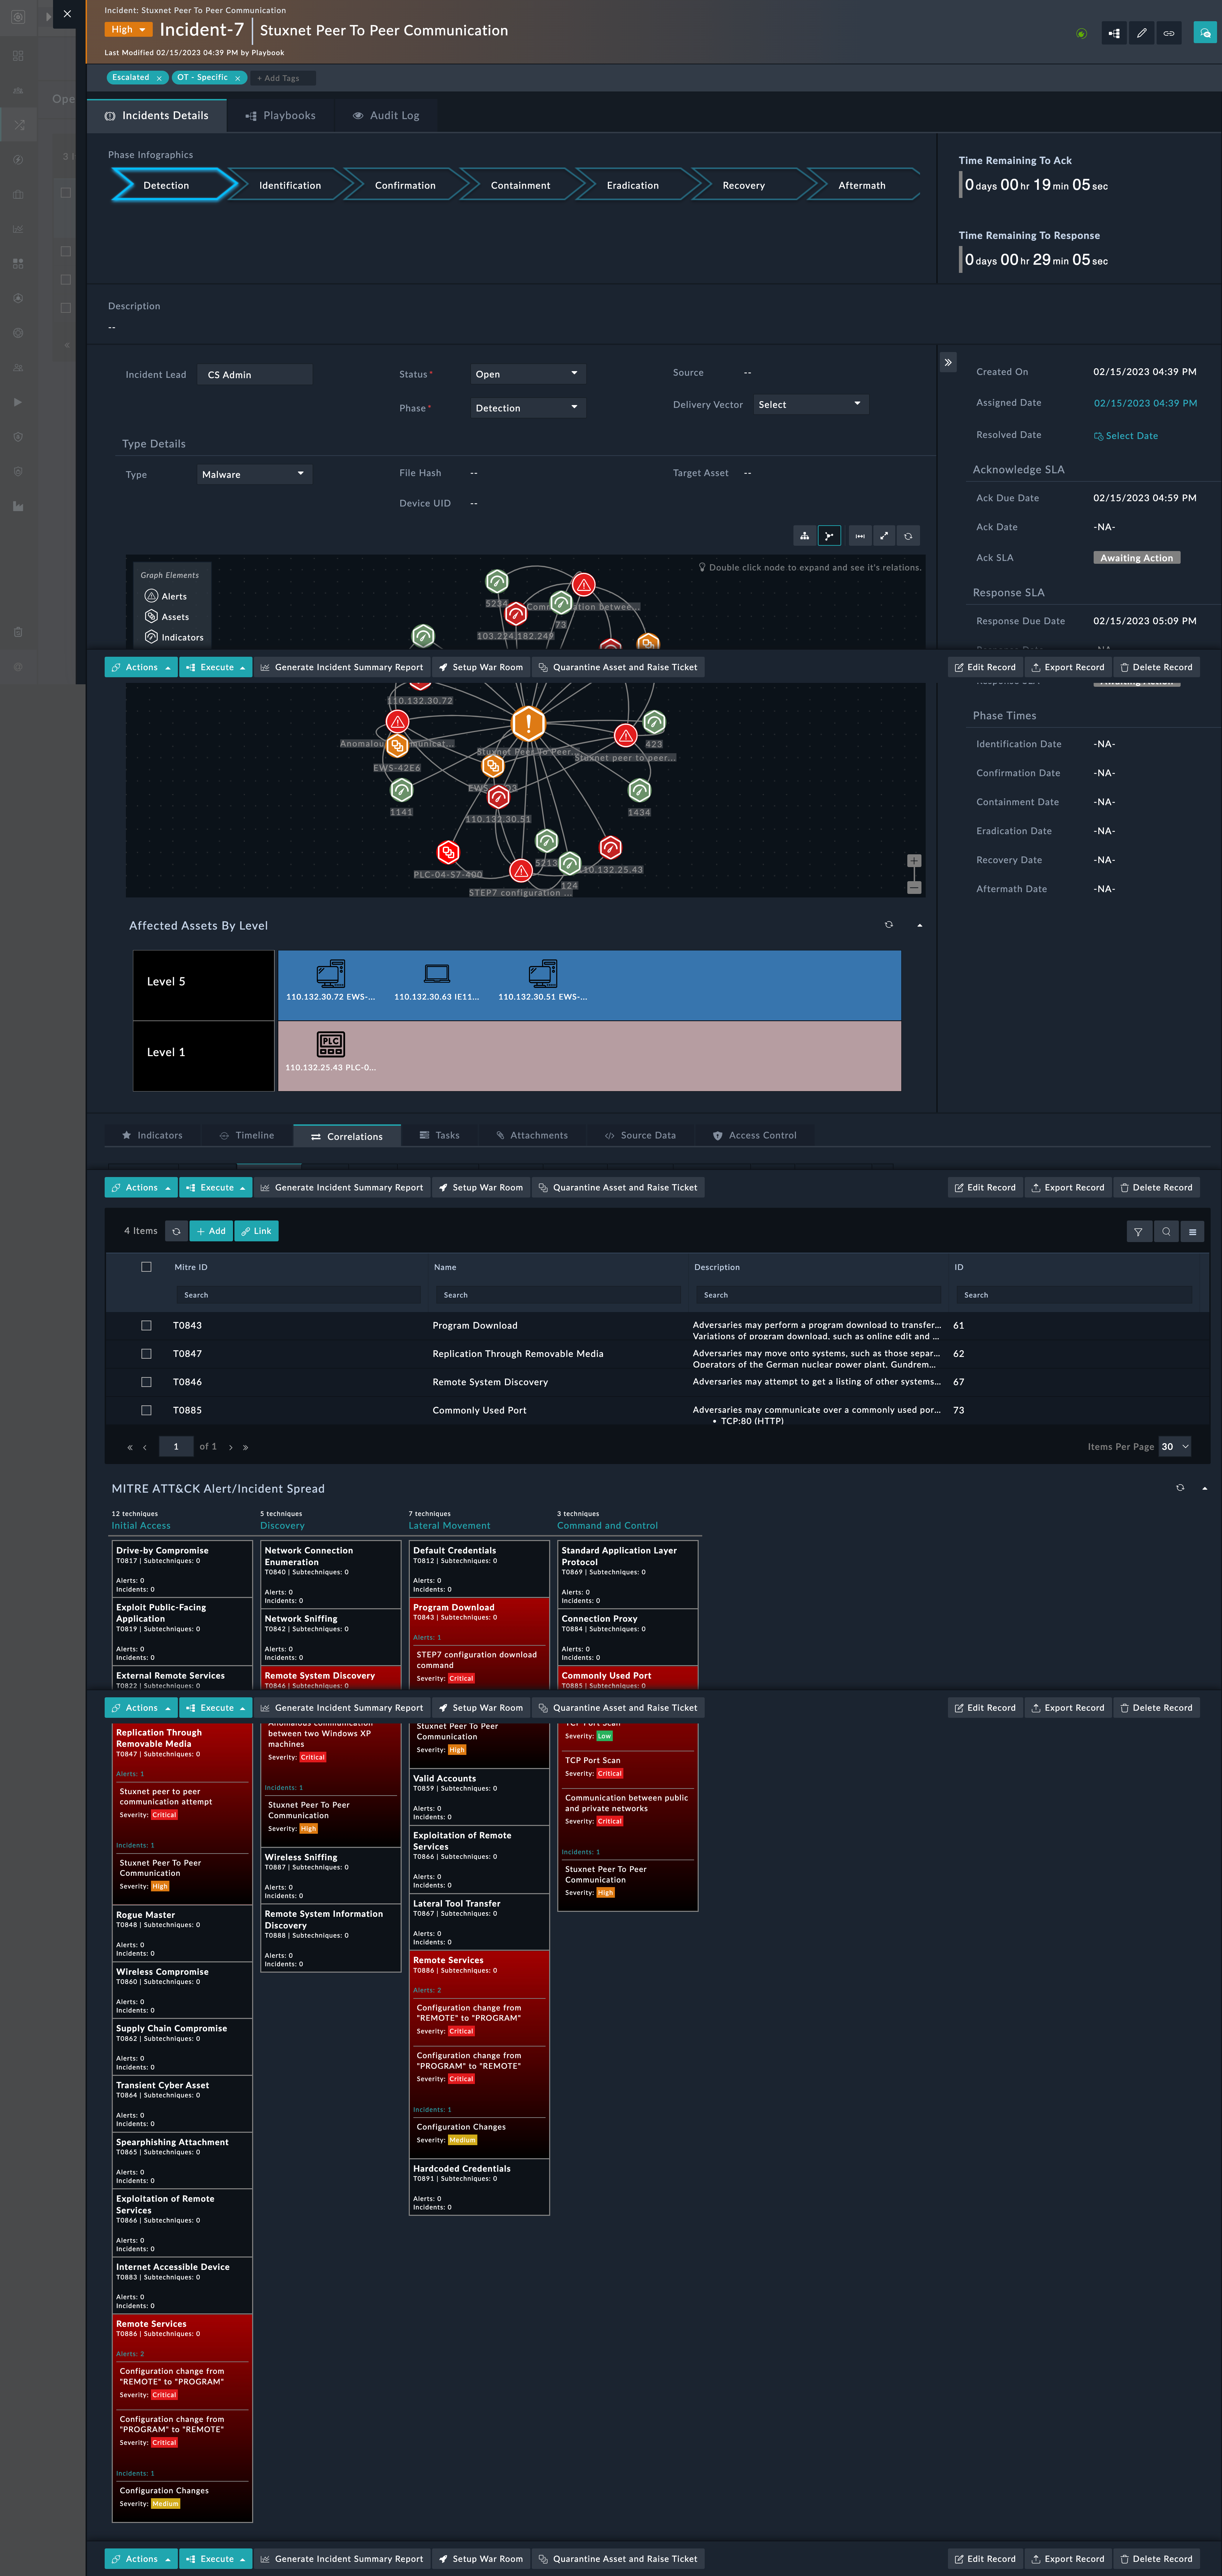 Incident: Stuxnet Peer To Peer Communication
High
Incident-7
Stuxnet Peer To Peer Communication
Last Modified 02/15/2023 04:39 PM by Playbook
Escalated ×
OT - Specific ×
+ Add Tags
Ope
Incidents Details
Playbooks
Audit Log
Phase Infographics
Detection
Identification
Confirmation
Containment
Eradication
Recovery
Aftermath
Time Remaining To Ack
0 days 00 hr 19 min 05 sec
Time Remaining To Response
0 days 00 hr 29 min 05 sec
Description
--
Incident Lead CS Admin
Status* Open
Source --
Phase* Detection
Delivery Vector Select
Type Details
Type Malware
File Hash --
Target Asset --
Device UID --
Created On 02/15/2023 04:39 PM
Assigned Date 02/15/2023 04:39 PM
Resolved Date Select Date
Acknowledge SLA
Ack Due Date 02/15/2023 04:59 PM
Ack Date -NA-
Ack SLA Awaiting Action
Response SLA
Response Due Date 02/15/2023 05:09 PM
Graph Elements
Alerts
Assets
Indicators
Double click node to expand and see it's relations.
73
103.224.182.249
Actions
Execute
Generate Incident Summary Report
Setup War Room
Quarantine Asset and Raise Ticket
Edit Record
Export Record
Delete Record
110.132.30.72
EWS-42E6
Stuxnet Peer To Peer...
Stuxnet peer to peer...
423
1141
110.132.30.51
1434
PLC-04-57-400
5213
124
110.132.25.43
STEP7 configuration ...
Phase Times
Identification Date -NA-
Confirmation Date -NA-
Containment Date -NA-
Eradication Date -NA-
Recovery Date -NA-
Aftermath Date -NA-
Affected Assets By Level
Level 5
110.132.30.72 EWS-...
110.132.30.63 IE11...
110.132.30.51 EWS-...
Level 1
PLC
110.132.25.43 PLC-0...
Indicators
Timeline
Correlations
Tasks
Attachments
Source Data
Access Control
Actions
Execute
Generate Incident Summary Report
Setup War Room
Quarantine Asset and Raise Ticket
Edit Record
Export Record
Delete Record
4 Items
+ Add
Link
Mitre ID
Name
Description
ID
Search
Search
Search
Search
T0843 Program Download Adversaries may perform a program download to transfer... 61
Variations of program download, such as online edit and ...
T0847 Replication Through Removable Media Adversaries may move onto systems, such as those separ... 62
Operators of the German nuclear power plant, Gundrem...
T0846 Remote System Discovery Adversaries may attempt to get a listing of other systems... 67
T0885 Commonly Used Port Adversaries may communicate over a commonly used por... 73
• TCP:80 (HTTP)
« ‹ 1 of 1 › »
Items Per Page 30
MITRE ATT&CK Alert/Incident Spread
12 techniques
Initial Access
5 techniques
Discovery
7 techniques
Lateral Movement
3 techniques
Command and Control
Drive-by Compromise
T0817 | Subtechniques: 0
Alerts: 0
Incidents: 0
Exploit Public-Facing
Application
T0819 | Subtechniques: 0
Alerts: 0
Incidents: 0
External Remote Services
T0822 | Subtechniques: 0
Network Connection
Enumeration
T0840 | Subtechniques: 0
Alerts: 0
Incidents: 0
Network Sniffing
T0842 | Subtechniques: 0
Alerts: 0
Incidents: 0
Remote System Discovery
T0846 | Subtechniques: 0
Default Credentials
T0812 | Subtechniques: 0
Alerts: 0
Incidents: 0
Program Download
T0843 | Subtechniques: 0
Alerts: 1
STEP7 configuration download
command
Severity: Critical
Standard Application Layer
Protocol
T0869 | Subtechniques: 0
Alerts: 0
Incidents: 0
Connection Proxy
T0884 | Subtechniques: 0
Alerts: 0
Incidents: 0
Commonly Used Port
T0885 | Subtechniques: 0
Actions
Execute
Generate Incident Summary Report
Setup War Room
Quarantine Asset and Raise Ticket
Edit Record
Export Record
Delete Record
Replication Through
Removable Media
T0847 | Subtechniques: 0
Alerts: 1
Stuxnet peer to peer
communication attempt
Severity: Critical
Incidents: 1
Stuxnet Peer To Peer
Communication
Severity: High
Rogue Master
T0848 | Subtechniques: 0
Alerts: 0
Incidents: 0
Wireless Compromise
T0860 | Subtechniques: 0
Alerts: 0
Incidents: 0
Supply Chain Compromise
T0862 | Subtechniques: 0
Alerts: 0
Incidents: 0
Transient Cyber Asset
T0864 | Subtechniques: 0
Alerts: 0
Incidents: 0
Spearphishing Attachment
T0865 | Subtechniques: 0
Alerts: 0
Incidents: 0
Exploitation of Remote
Services
T0866 | Subtechniques: 0
Alerts: 0
Incidents: 0
Internet Accessible Device
T0883 | Subtechniques: 0
Alerts: 0
Incidents: 0
Remote Services
T0886 | Subtechniques: 0
Alerts: 2
Configuration change from
"REMOTE" to "PROGRAM"
Severity: Critical
Configuration change from
"PROGRAM" to "REMOTE"
Severity: Critical
Incidents: 1
Configuration Changes
Severity: Medium
Anomalous communication
between two Windows XP
machines
Severity: Critical
Incidents: 1
Stuxnet Peer To Peer
Communication
Severity: High
Wireless Sniffing
T0887 | Subtechniques: 0
Alerts: 0
Incidents: 0
Remote System Information
Discovery
T0888 | Subtechniques: 0
Alerts: 0
Incidents: 0
Stuxnet Peer To Peer
Communication
Severity: High
Valid Accounts
T0859 | Subtechniques: 0
Alerts: 0
Incidents: 0
Exploitation of Remote
Services
T0866 | Subtechniques: 0
Alerts: 0
Incidents: 0
Lateral Tool Transfer
T0867 | Subtechniques: 0
Alerts: 0
Incidents: 0
Remote Services
T0886 | Subtechniques: 0
Alerts: 2
Configuration change from
"REMOTE" to "PROGRAM"
Severity: Critical
Configuration change from
"PROGRAM" to "REMOTE"
Severity: Critical
Incidents: 1
Configuration Changes
Severity: Medium
Hardcoded Credentials
T0891 | Subtechniques: 0
Alerts: 0
Incidents: 0
TCP Port Scan
Severity: Low
TCP Port Scan
Severity: Critical
Communication between public
and private networks
Severity: Critical
Incidents: 1
Stuxnet Peer To Peer
Communication
Severity: High
Actions
Execute
Generate Incident Summary Report
Setup War Room
Quarantine Asset and Raise Ticket
Edit Record
Export Record
Delete Record